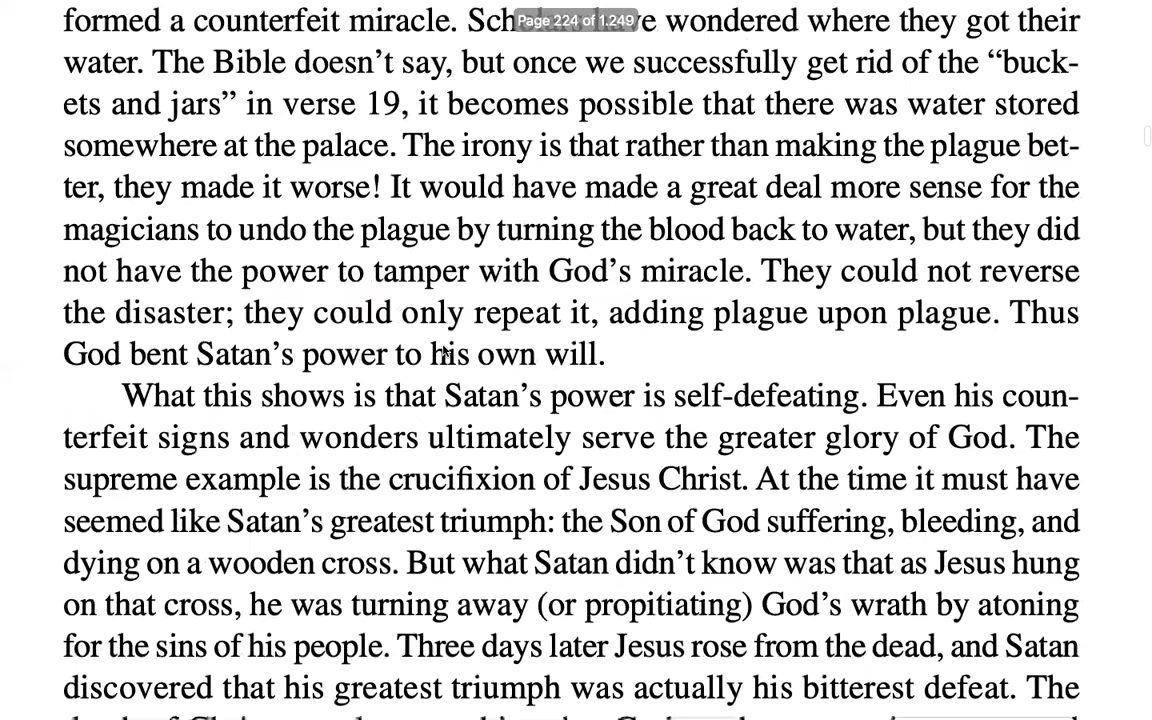 formed a counterfeit miracle. Sch Page 224 of 1.249 ve wondered where they got their
water. The Bible doesn’t say, but once we successfully get rid of the “buck-
ets and jars” in verse 19, it becomes possible that there was water stored
somewhere at the palace. The irony is that rather than making the plague bet-
ter, they made it worse! It would have made a great deal more sense for the
magicians to undo the plague by turning the blood back to water, but they did
not have the power to tamper with God’s miracle. They could not reverse
the disaster; they could only repeat it, adding plague upon plague. Thus
God bent Satan’s power to his own will.
What this shows is that Satan’s power is self-defeating. Even his coun-
terfeit signs and wonders ultimately serve the greater glory of God. The
supreme example is the crucifixion of Jesus Christ. At the time it must have
seemed like Satan’s greatest triumph: the Son of God suffering, bleeding, and
dying on a wooden cross. But what Satan didn’t know was that as Jesus hung
on that cross, he was turning away (or propitiating) God’s wrath by atoning
for the sins of his people. Three days later Jesus rose from the dead, and Satan
discovered that his greatest triumph was actually his bitterest defeat. The